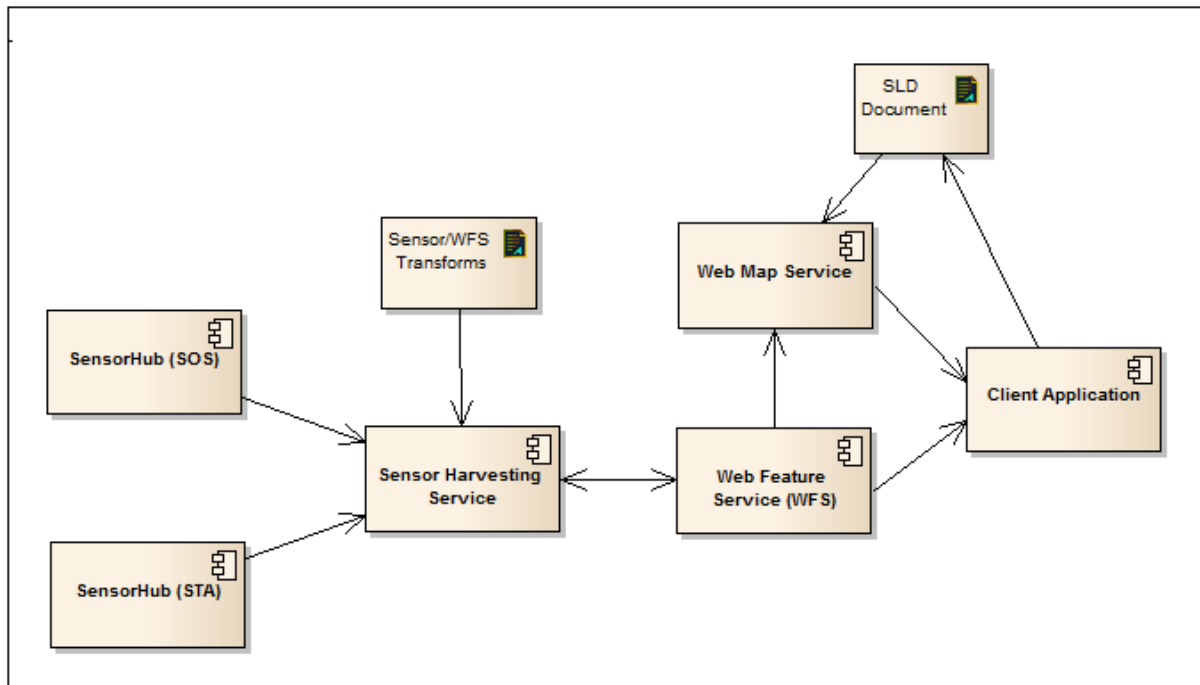 SLD
Document
Sensor/WFS
Transforms
Web Map Service
SensorHub (SOS)
Client Application
Sensor Harvesting
Service
Web Feature
Service (WFS)
SensorHub (STA)